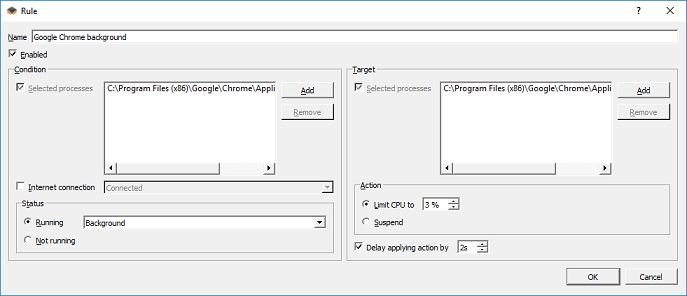 Rule
Name Google Chrome background
Enabled
Condition
Selected processes
C:\Program Files (x86)\Google\Chrome\Appli
Add
Remove
Internet connection Connected
Status
Running Background
Not running
Target
Selected processes
C:\Program Files (x86)\Google\Chrome\Appli
Add
Remove
Action
Limit CPU to 3 %
Suspend
Delay applying action by 2s
OK Cancel